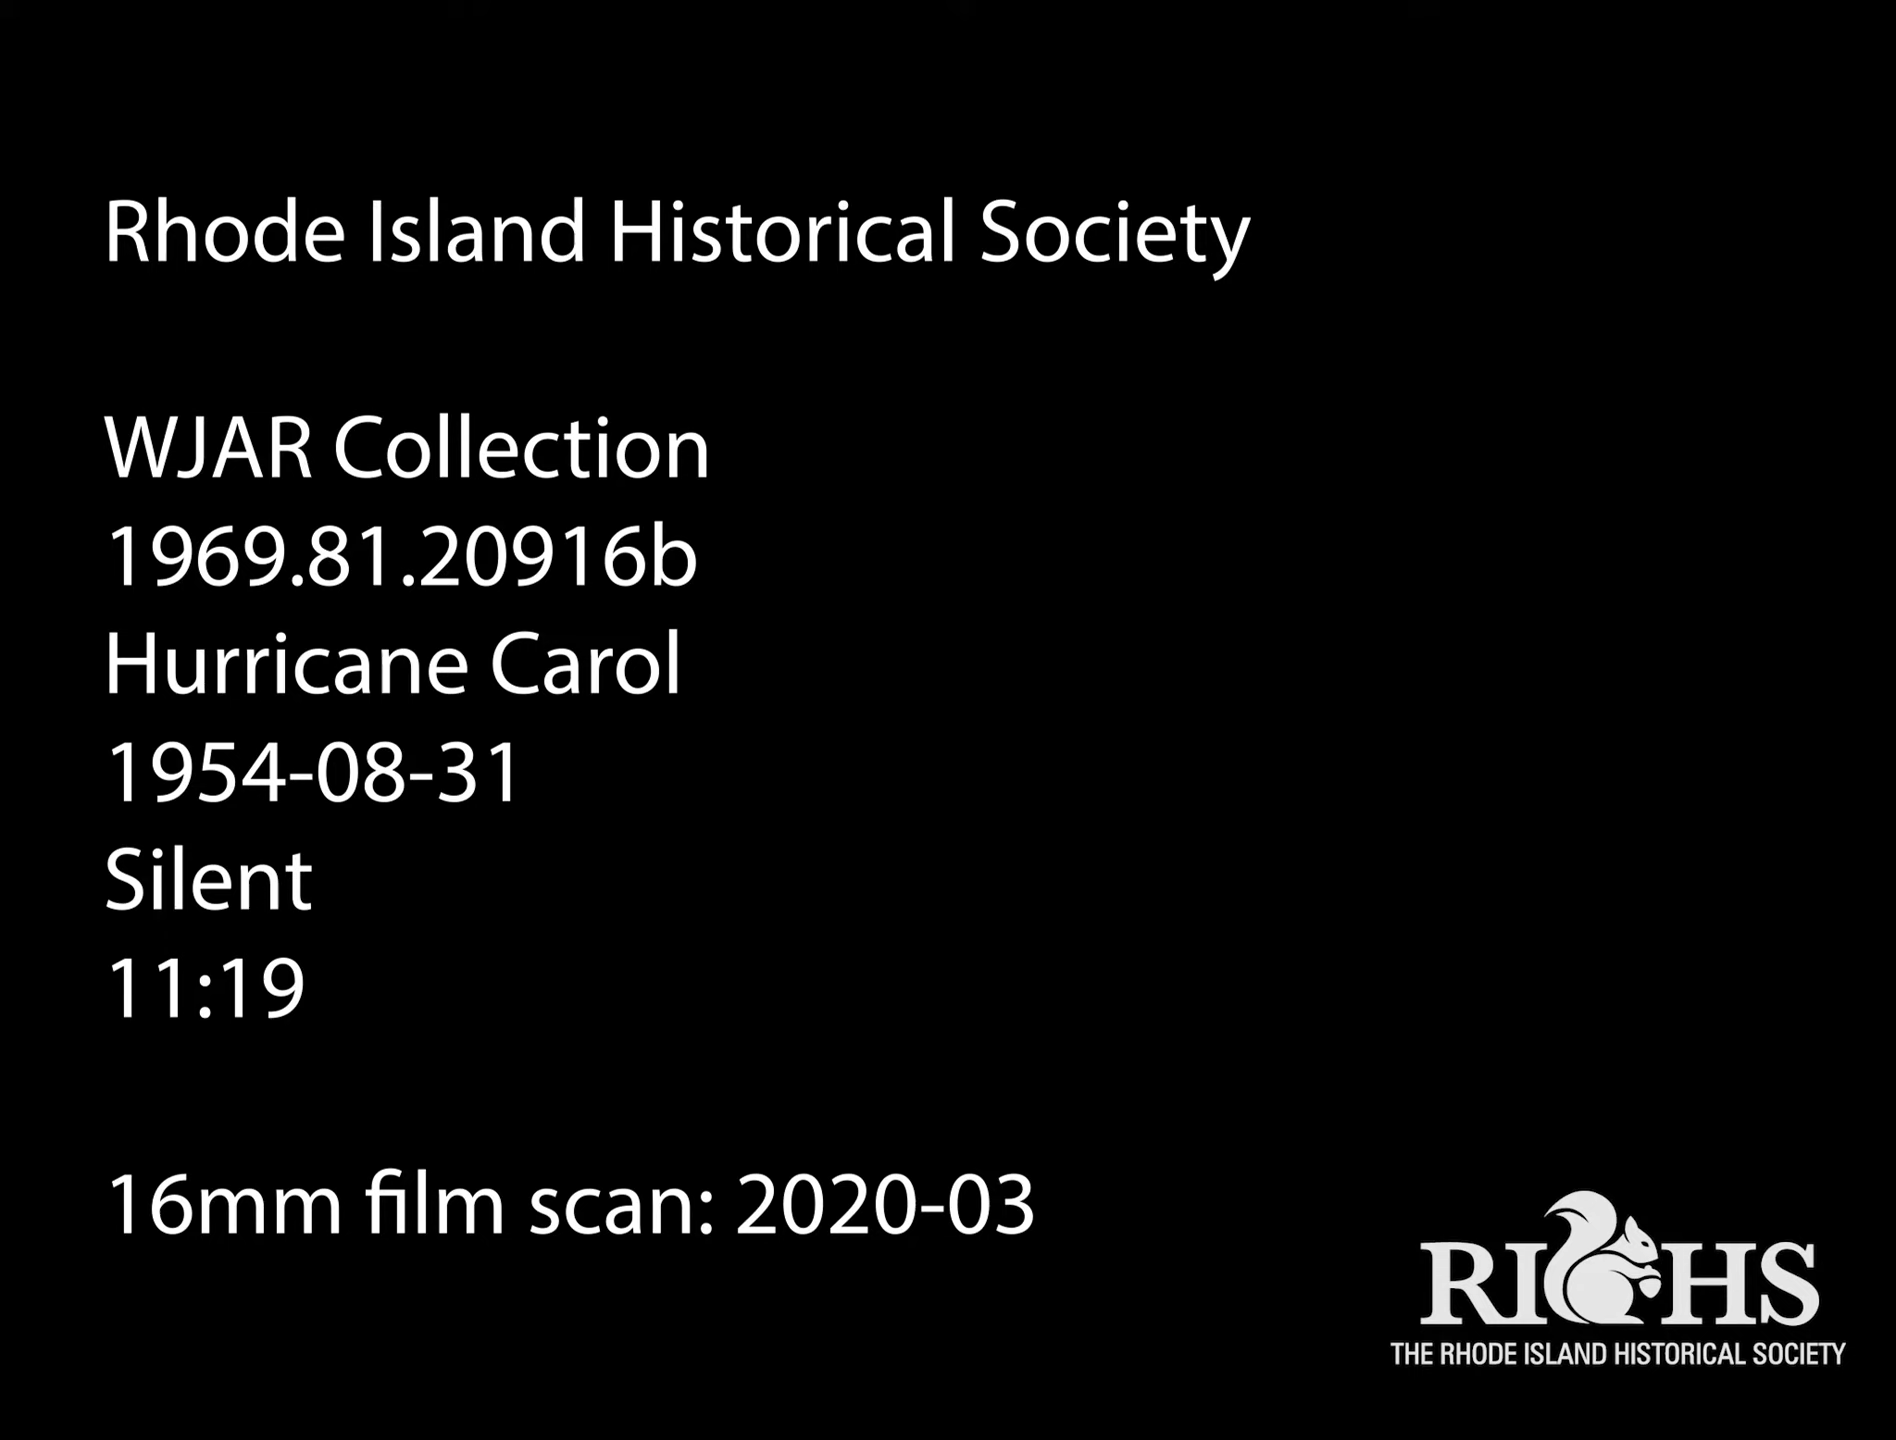 Rhode Island Historical Society
WJAR Collection
1969.81.20916b
Hurricane Carol
1954-08-31
Silent
11:19
16mm film scan: 2020-03
RIHS
THE RHODE ISLAND HISTORICAL SOCIETY